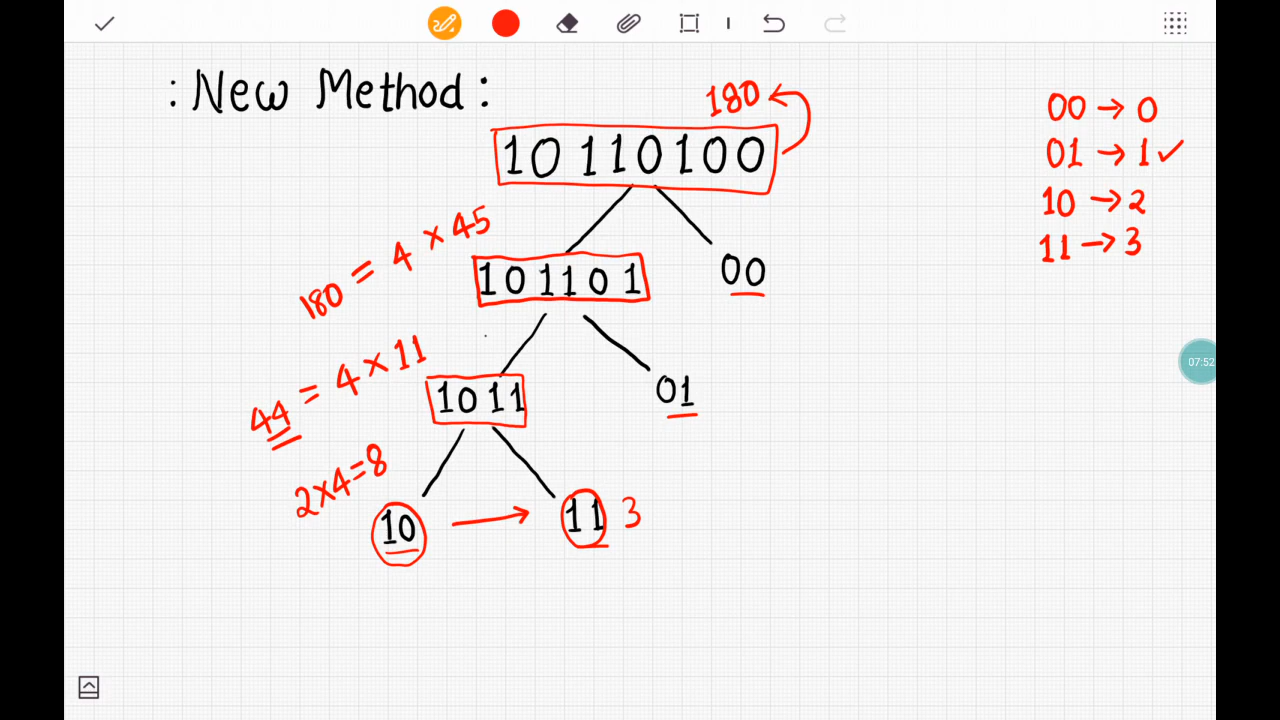 : New Method :
180
10110100
00 → 0
01 → 1 ✓
10 → 2
11 → 3
180 = 4 × 45
101101
00
44 = 4 × 11
1011
01
2×4=8
10 → 11 3
07:52